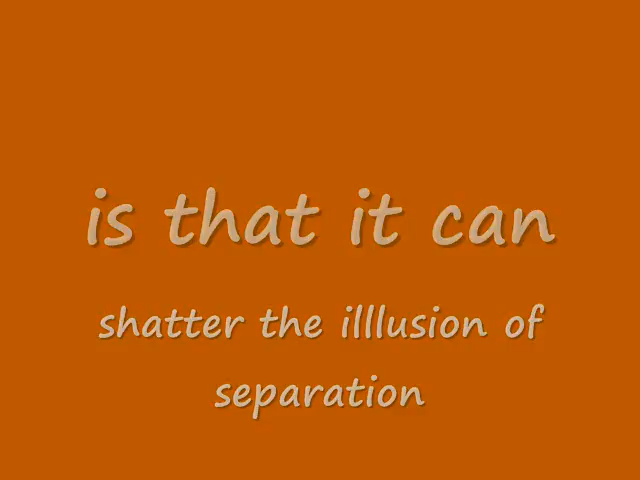 is that it can
shatter the illlusion of
separation